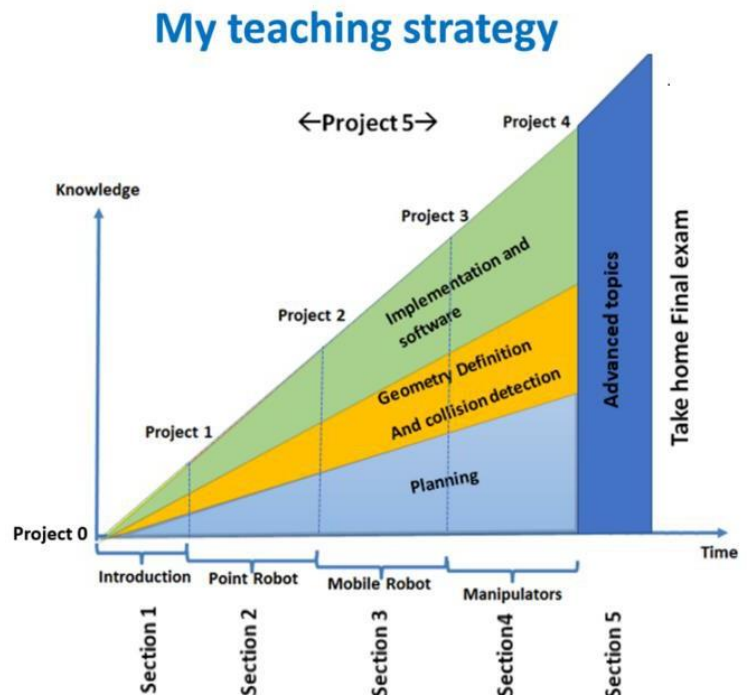 My teaching strategy
←Project 5→
Project 4
Knowledge
Project 3
Implementation and
software
Project 2
Geometry Definition
And collision detection
Advanced topics
Take home Final exam
Project 1
Planning
Project 0
Time
Introduction
Point Robot
Mobile Robot
Manipulators
Section 1
Section 2
Section 3
Section4
Section 5